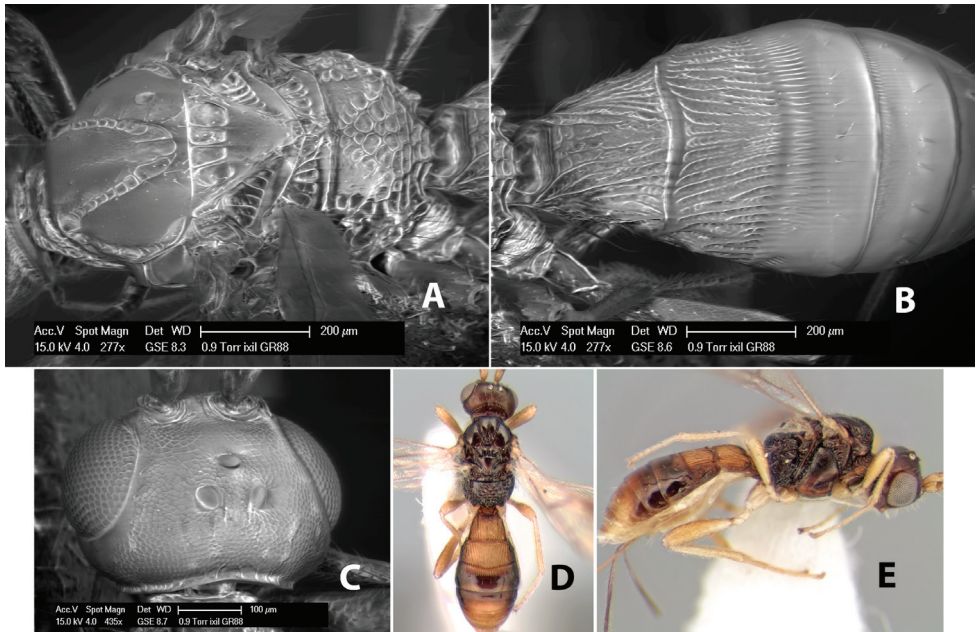 A
Acc.V Spot Magn Det WD 200 µm
15.0 kV 4.0 277x GSE 8.3 0.9 Torr ixil GR88
B
Acc.V Spot Magn Det WD 200 µm
15.0 kV 4.0 277x GSE 8.6 0.9 Torr ixil GR88
C
Acc.V Spot Magn Det WD 100 µm
15.0 kV 4.0 435x GSE 8.7 0.9 Torr ixil GR88
D
E